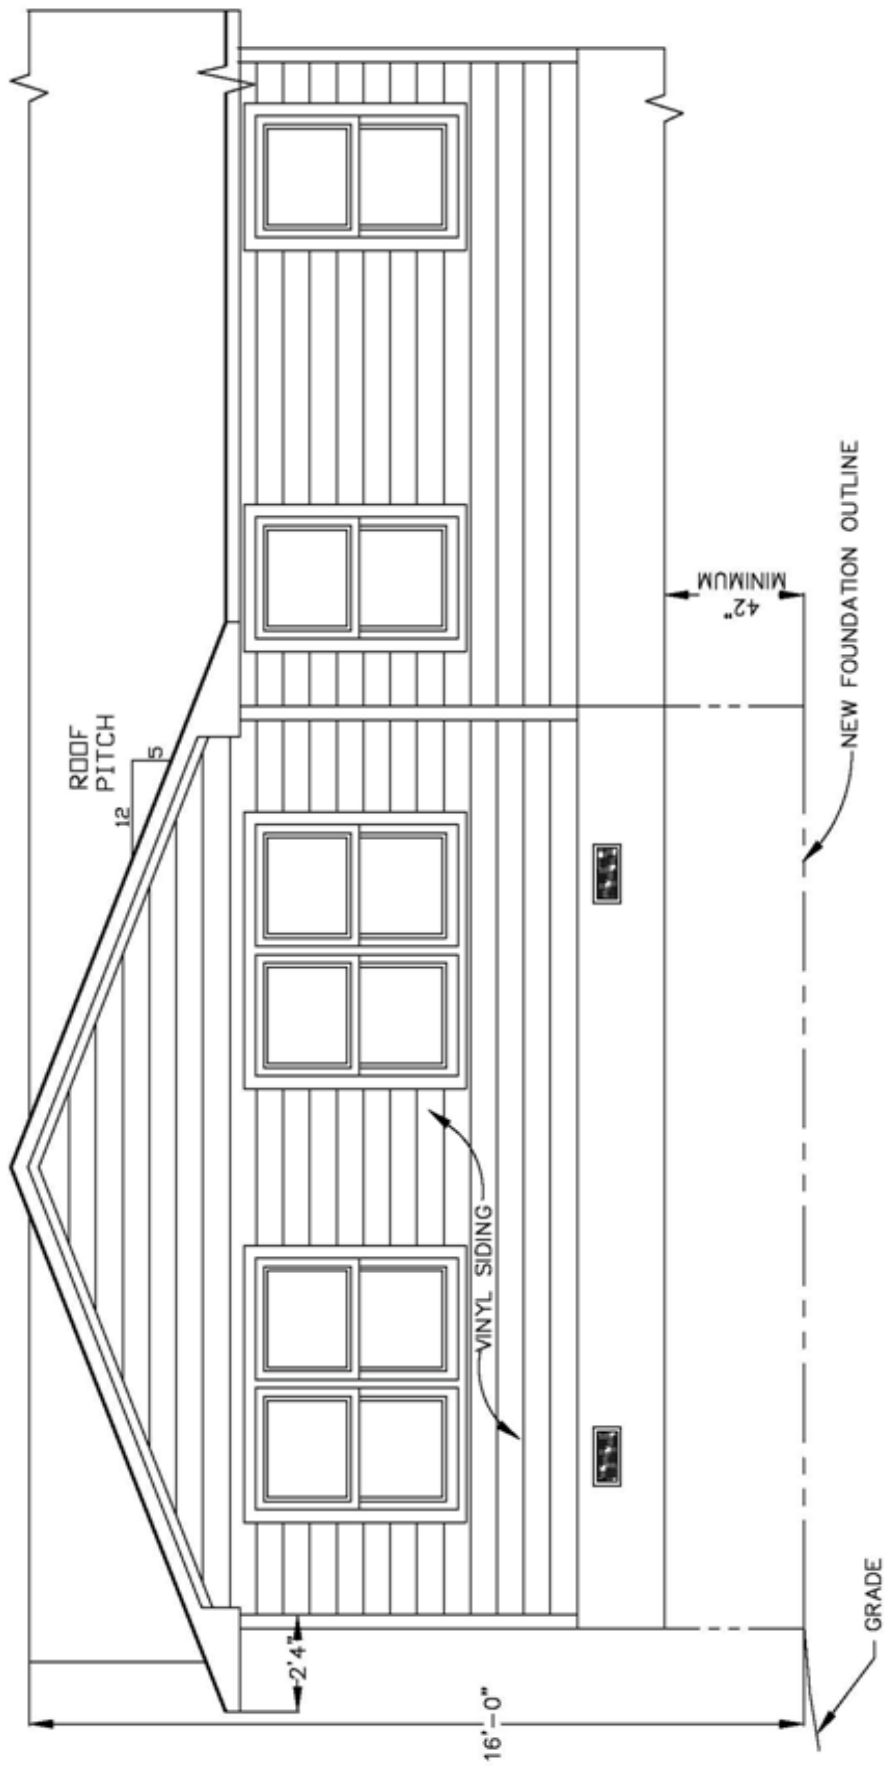 ROOF
PITCH
12
5
2'4"
16'-0"
VINYL SIDING
42"
MINIMUM
NEW FOUNDATION OUTLINE
GRADE